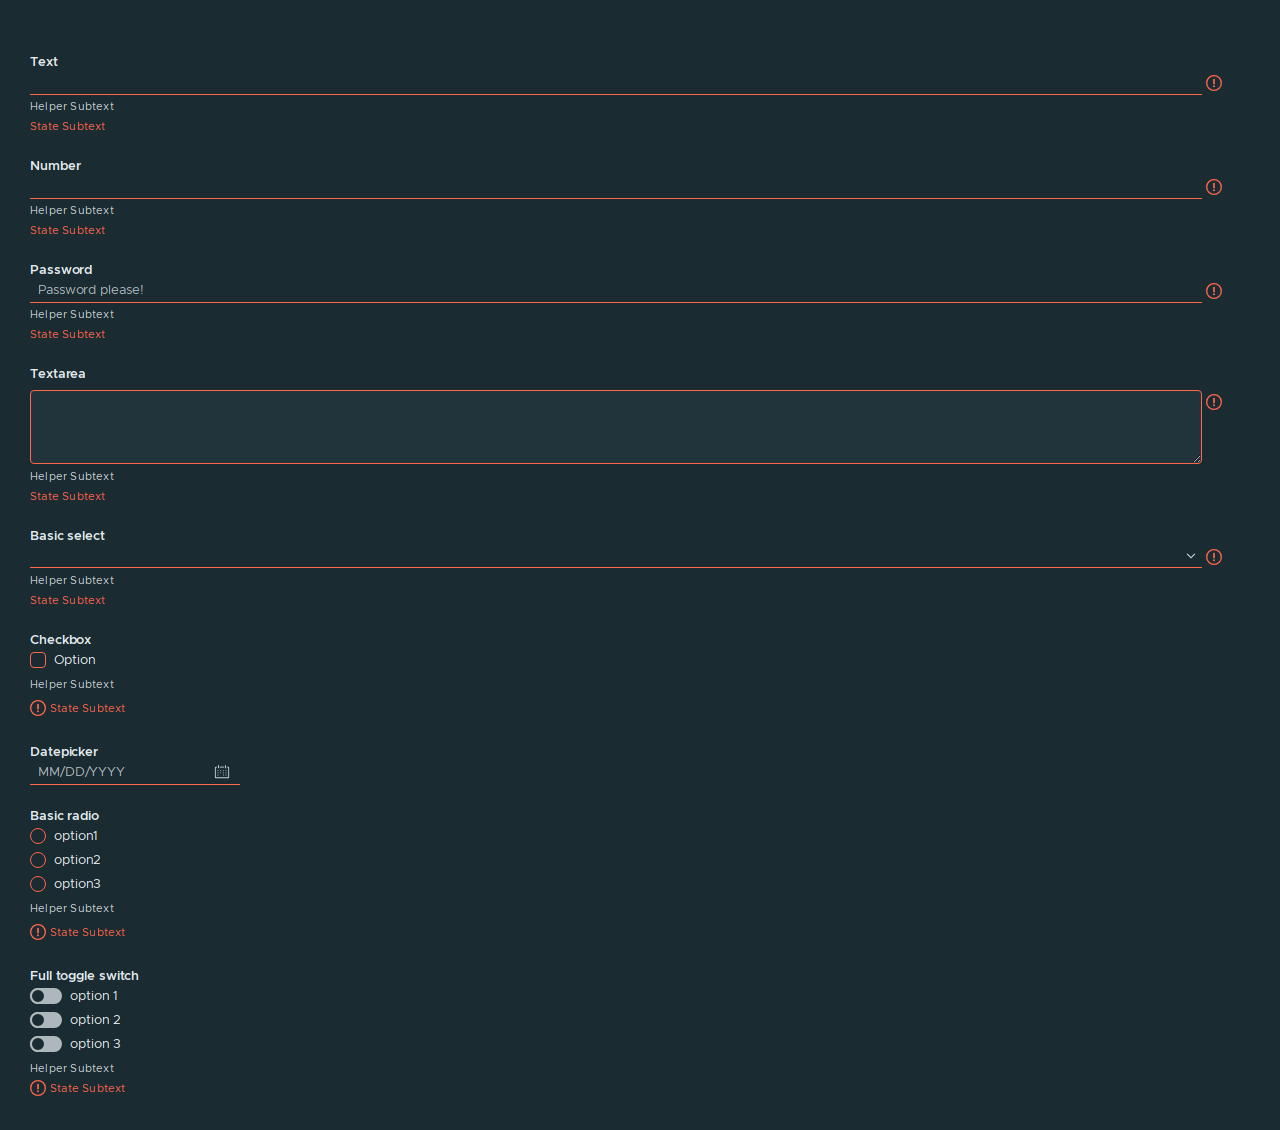 Text
Helper Subtext
State Subtext
Number
Helper Subtext
State Subtext
Password
Password please!
Helper Subtext
State Subtext
Textarea
Helper Subtext
State Subtext
Basic select
Helper Subtext
State Subtext
Checkbox
Option
Helper Subtext
State Subtext
Datepicker
MM/DD/YYYY
Basic radio
option1
option2
option3
Helper Subtext
State Subtext
Full toggle switch
option 1
option 2
option 3
Helper Subtext
State Subtext